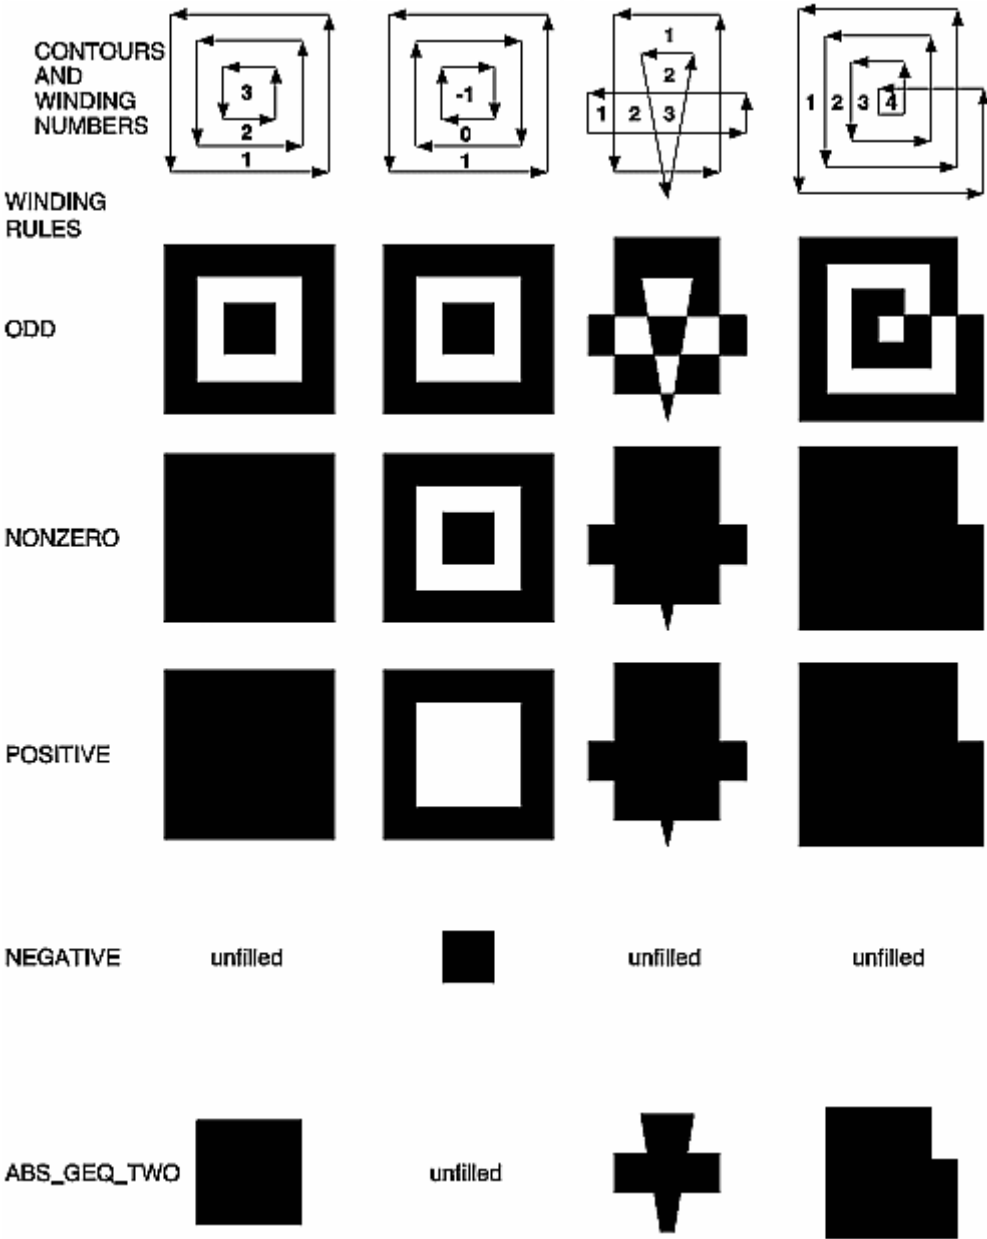 CONTOURS
AND
WINDING
NUMBERS
3
2
1
-1
0
1
1
2
1 2 3
1 2 3 4
WINDING
RULES
ODD
NONZERO
POSITIVE
NEGATIVE unfilled unfilled unfilled
ABS_GEQ_TWO unfilled